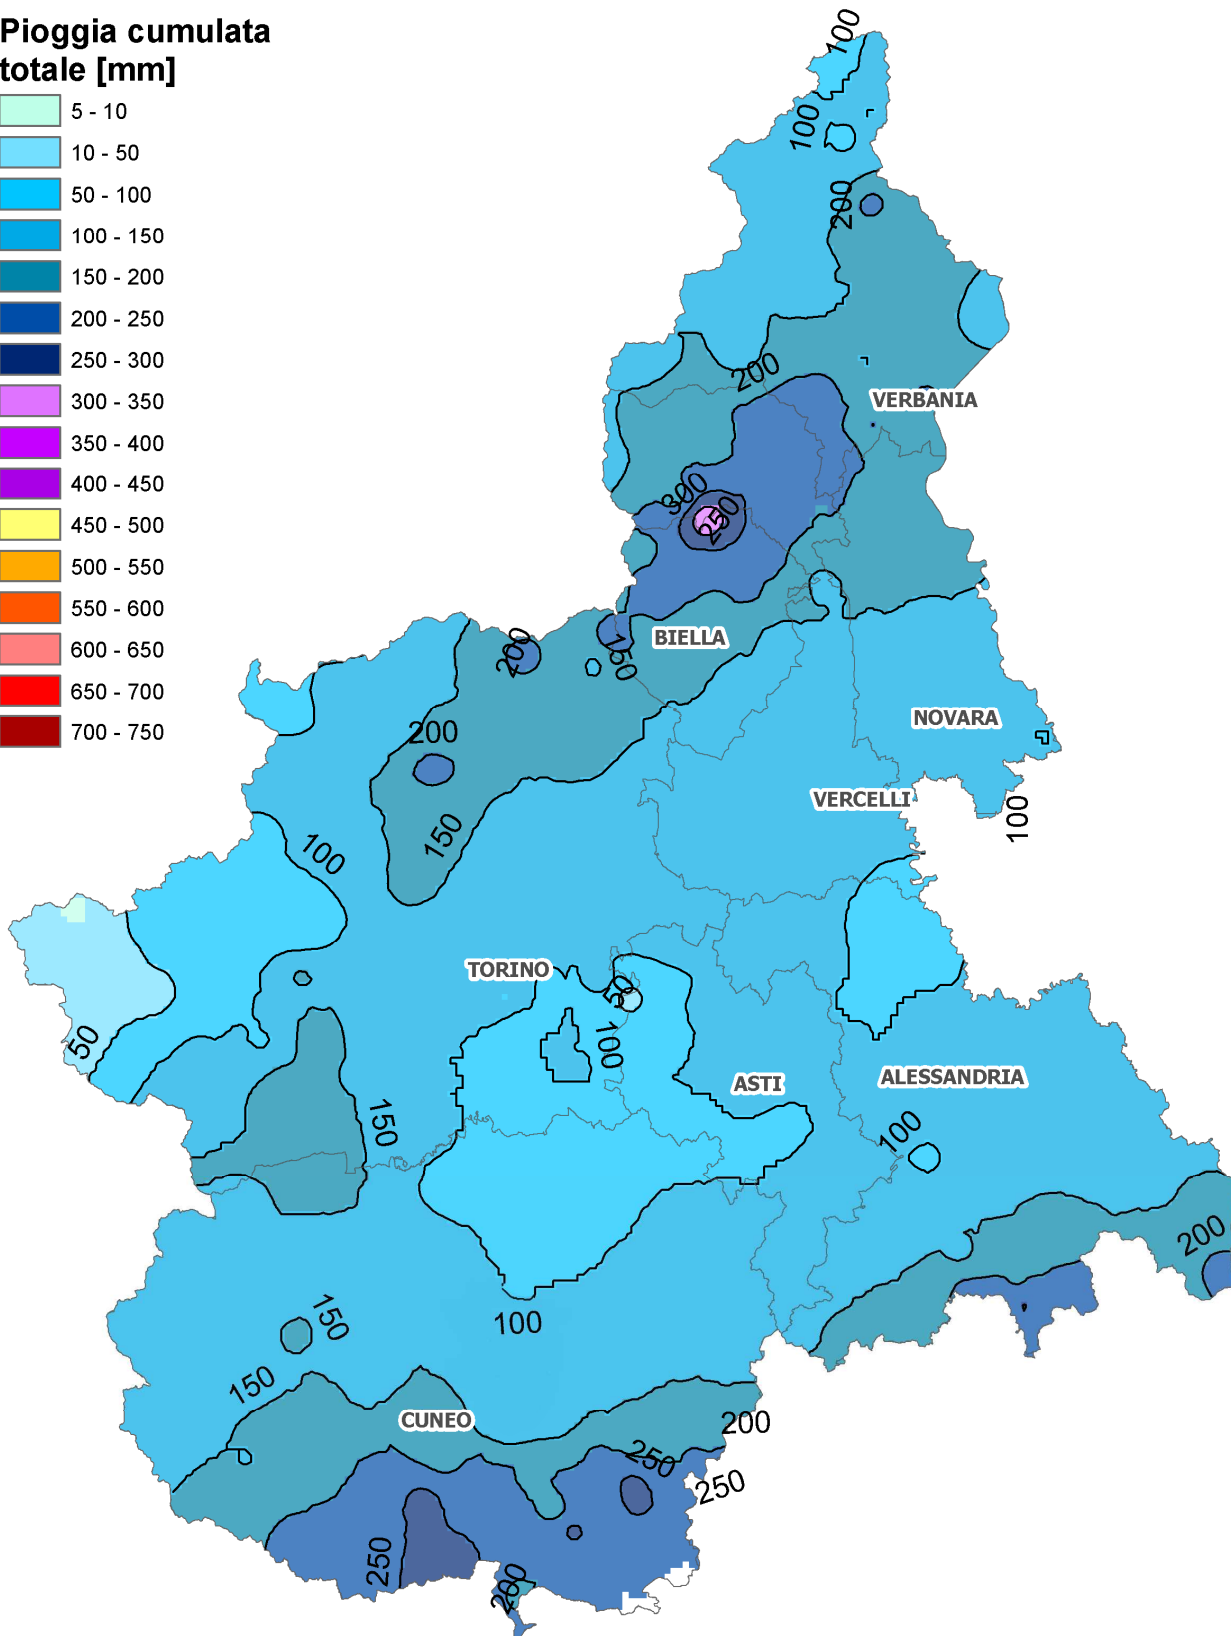 Pioggia cumulata
totale [mm]
5 - 10
10 - 50
50 - 100
100 - 150
150 - 200
200 - 250
250 - 300
300 - 350
350 - 400
400 - 450
450 - 500
500 - 550
550 - 600
600 - 650
650 - 700
700 - 750
100
100
200
200
VERBANIA
300
250
200
150
BIELLA
200
NOVARA
150
100
VERCELLI
100
TORINO
50
50
100
ASTI
ALESSANDRIA
150
100
200
150
100
150
CUNEO
200
250
250
250
200